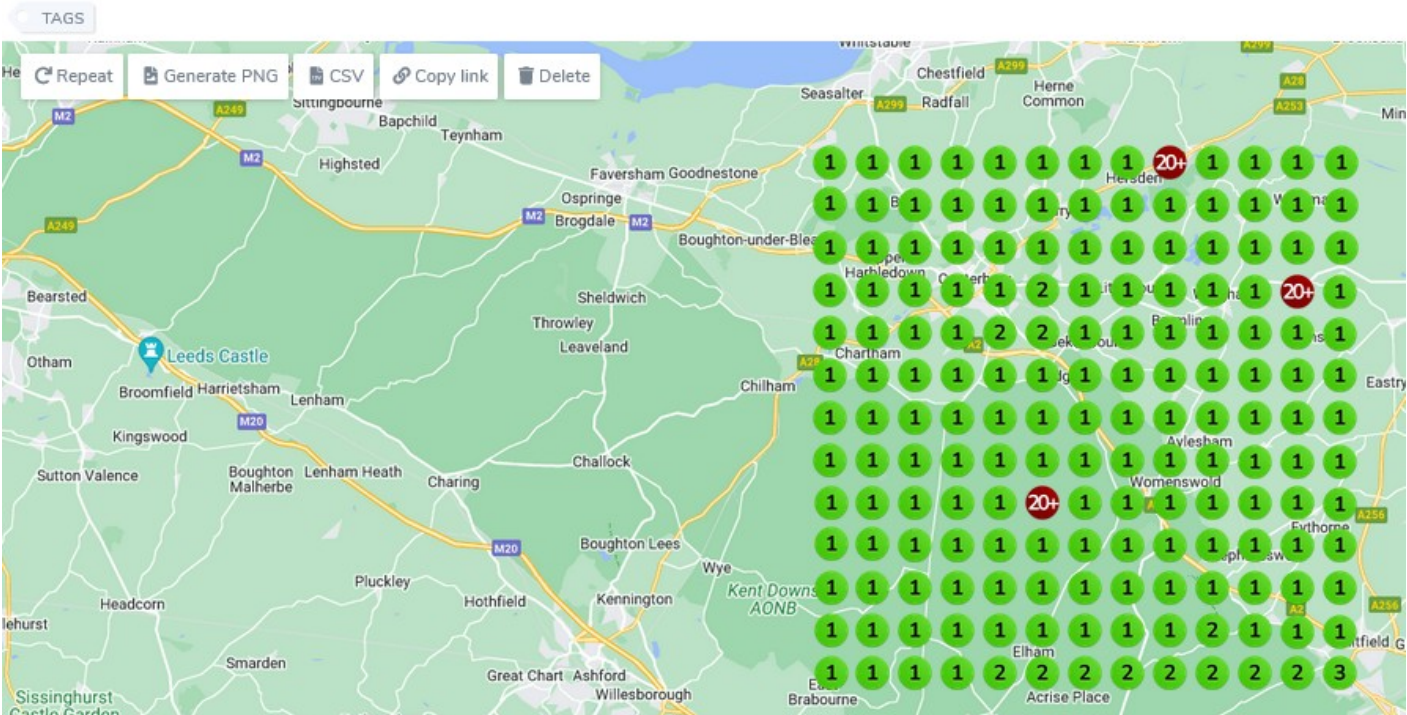 TAGS
Whitstable
A299
Repeat
Generate PNG
CSV
Copy link
Delete
Chestfield
A299
A28
Herne
Common
Seasalter
A299
Radfall
A253
Min
M2
A249
Sittingbourne
Bapchild
Teynham
M2
Highsted
Faversham
Goodnestone
Ospringe
M2
Brogdale
M2
A249
Boughton-under-Blea
1 1 1 1 1 1 1 1 20+ 1 1 1 1
Hersden
1 1 1 1 1 1 1 1 1 1 1 1 1
1 1 1 1 1 1 1 1 1 1 1 1 1
Harbledown
1 1 1 1 1 2 1 1 1 1 1 20+ 1
1 1 1 1 2 2 1 1 1 1 1 1 1
A2
Bearsted
Sheldwich
Throwley
Leaveland
Otham
Leeds Castle
Chartham
A28
Chilham
1 1 1 1 1 1 1 1 1 1 1 1 1
Eastry
Broomfield
Harrietsham
Lenham
M20
1 1 1 1 1 1 1 1 1 1 1 1 1
Aylesham
Kingswood
1 1 1 1 1 1 1 1 1 1 1 1 1
Womenswold
Sutton Valence
Boughton
Malherbe
Lenham Heath
Charing
Challock
1 1 1 1 1 20+ 1 1 1 1 1 1 1
A256
Eythorne
1 1 1 1 1 1 1 1 1 1 1 1 1
M20
Boughton Lees
Wye
Pluckley
Kent Downs
AONB
1 1 1 1 1 1 1 1 1 1 1 1 1
A2
A256
Headcorn
Hothfield
Kennington
lehurst
1 1 1 1 1 1 1 1 1 2 1 1 1
tfield
G
Elham
Smarden
Great Chart
Ashford
Willesborough
1 1 1 1 2 2 2 2 2 2 2 2 3
Brabourne
Acrise Place
Sissinghurst
Castle Garden